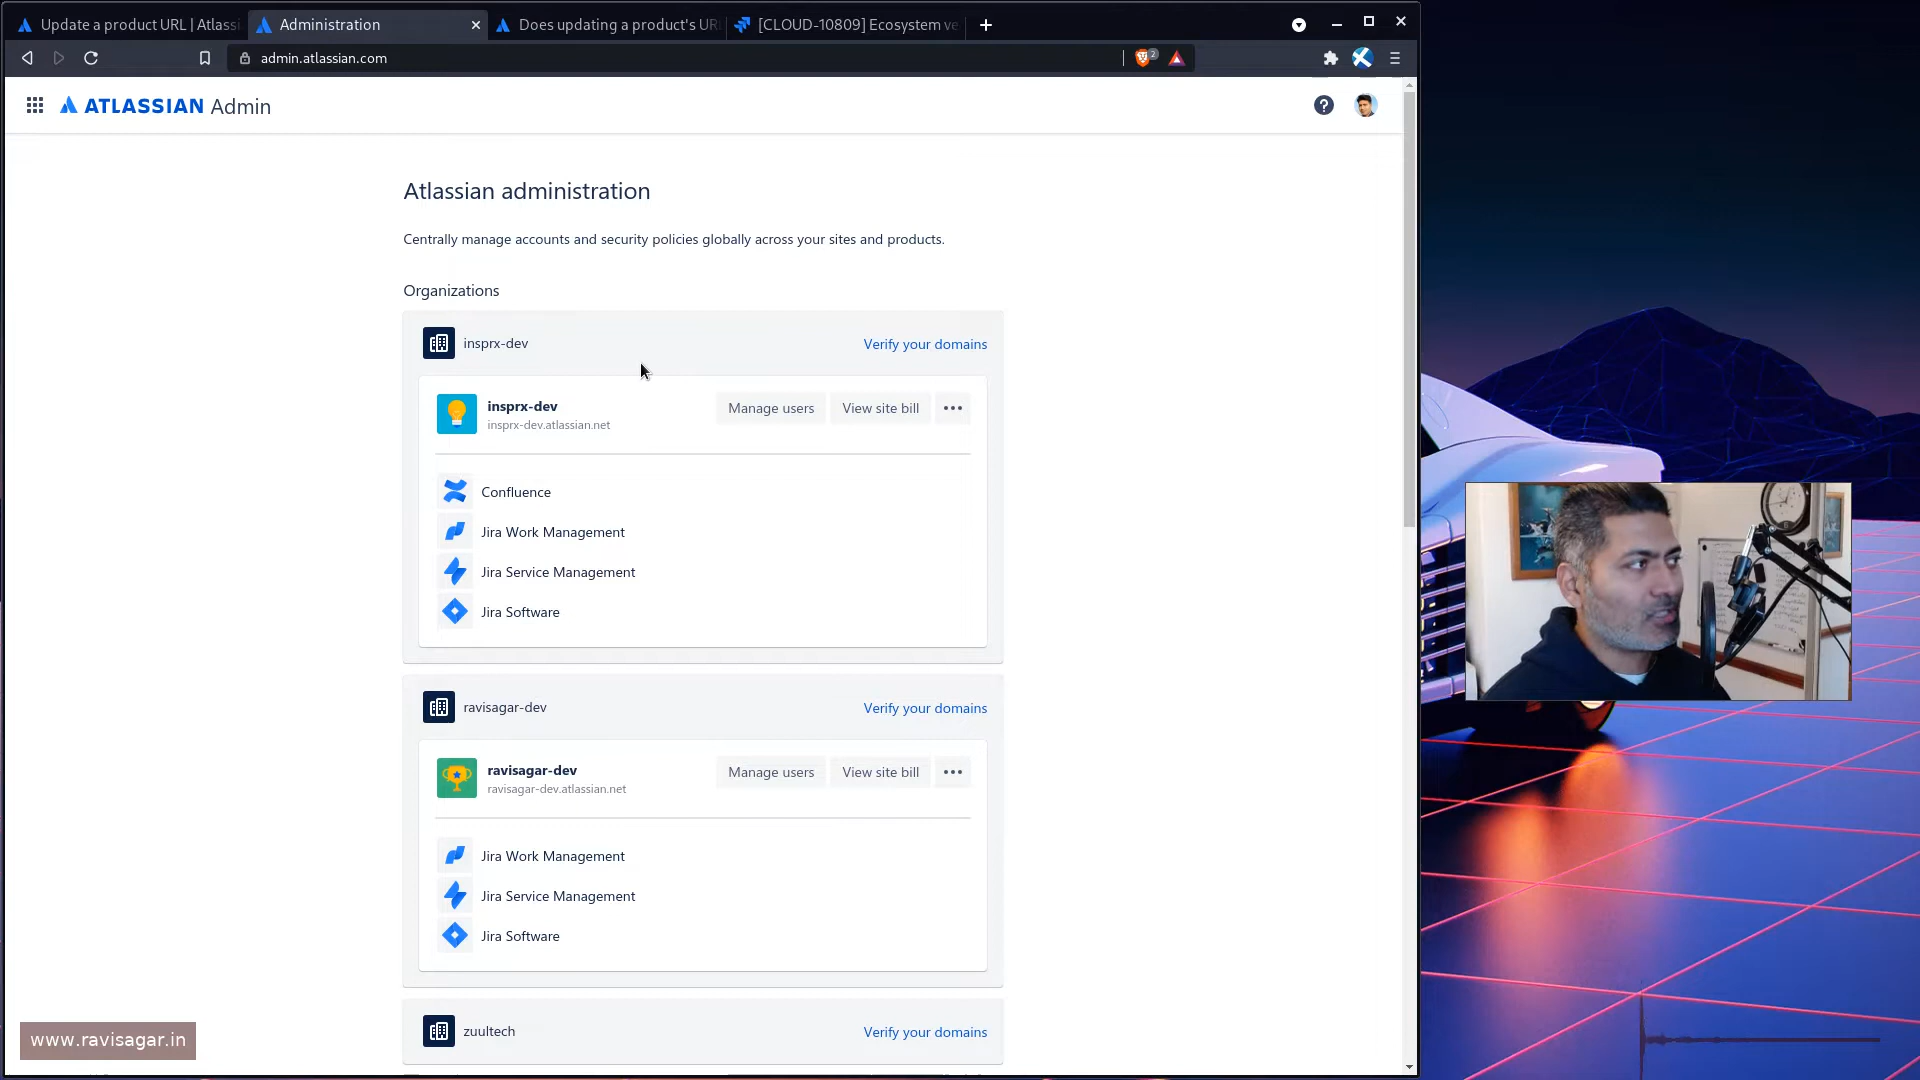 Update a product URL | Atlass
Administration
Does updating a product's UR
[CLOUD-10809] Ecosystem ve
admin.atlassian.com
2
ATLASSIAN Admin
Atlassian administration
Centrally manage accounts and security policies globally across your sites and products.
Organizations
insprx-dev
Verify your domains
insprx-dev
insprx-dev.atlassian.net
Manage users
View site bill
Confluence
Jira Work Management
Jira Service Management
Jira Software
ravisagar-dev
Verify your domains
ravisagar-dev
ravisagar-dev.atlassian.net
Manage users
View site bill
Jira Work Management
Jira Service Management
Jira Software
zuultech
Verify your domains
www.ravisagar.in